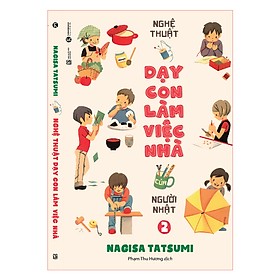 NGHỆ THUẬT
DẠY CON
LÀM VIỆC
NHÀ
CỦA
NGƯỜI NHẬT
2
NAGISA TATSUMI
Phạm Thu Hương dịch
NAGISA TATSUMI
NGHỆ THUẬT DẠY CON LÀM VIỆC NHÀ